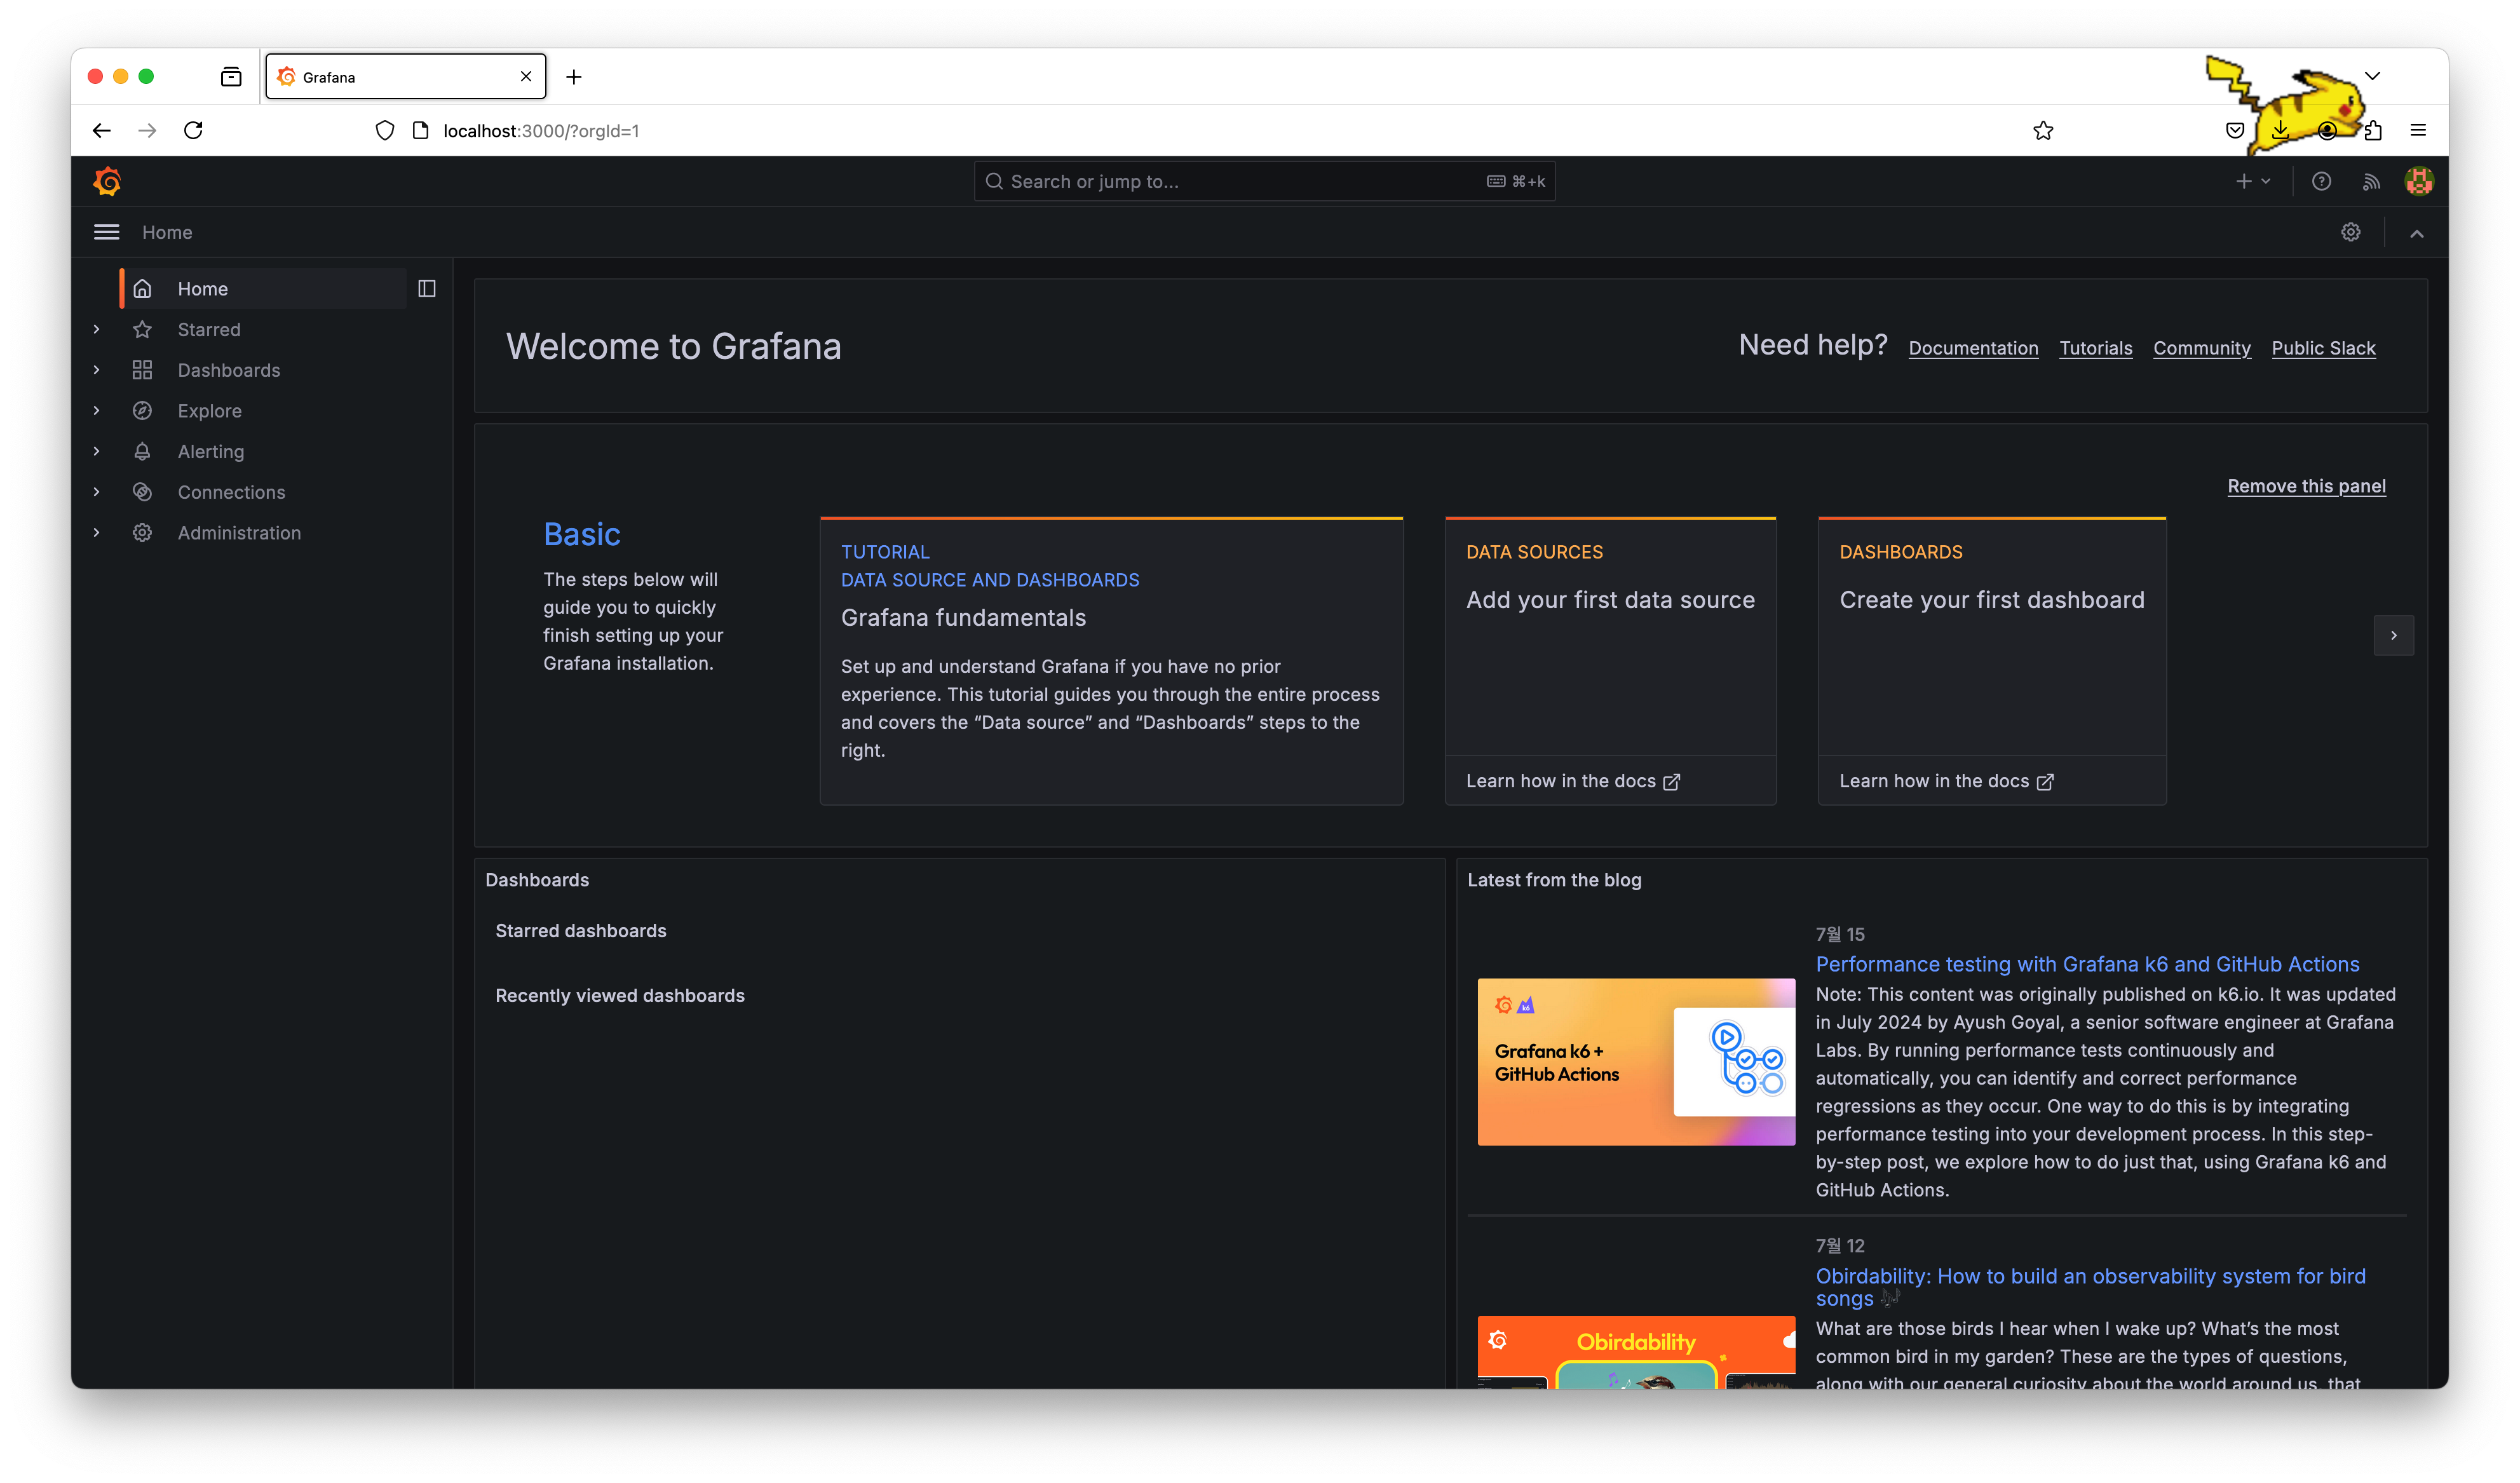 Grafana
localhost:3000/?orgId=1
Search or jump to...
⌘+k
Home
Home
Starred
Dashboards
Explore
Alerting
Connections
Administration
Welcome to Grafana
Need help? Documentation Tutorials Community Public Slack
Remove this panel
Basic
The steps below will
guide you to quickly
finish setting up your
Grafana installation.
TUTORIAL
DATA SOURCE AND DASHBOARDS
Grafana fundamentals
Set up and understand Grafana if you have no prior
experience. This tutorial guides you through the entire process
and covers the “Data source” and “Dashboards” steps to the
right.
DATA SOURCES
Add your first data source
Learn how in the docs
DASHBOARDS
Create your first dashboard
Learn how in the docs
Dashboards
Starred dashboards
Recently viewed dashboards
Latest from the blog
k6
Grafana k6 +
GitHub Actions
7월 15
Performance testing with Grafana k6 and GitHub Actions
Note: This content was originally published on k6.io. It was updated
in July 2024 by Ayush Goyal, a senior software engineer at Grafana
Labs. By running performance tests continuously and
automatically, you can identify and correct performance
regressions as they occur. One way to do this is by integrating
performance testing into your development process. In this step-
by-step post, we explore how to do just that, using Grafana k6 and
GitHub Actions.
Obirdability
7월 12
Obirdability: How to build an observability system for bird
songs 🎶
What are those birds I hear when I wake up? What’s the most
common bird in my garden? These are the types of questions,
along with our general curiosity about the world around us, that